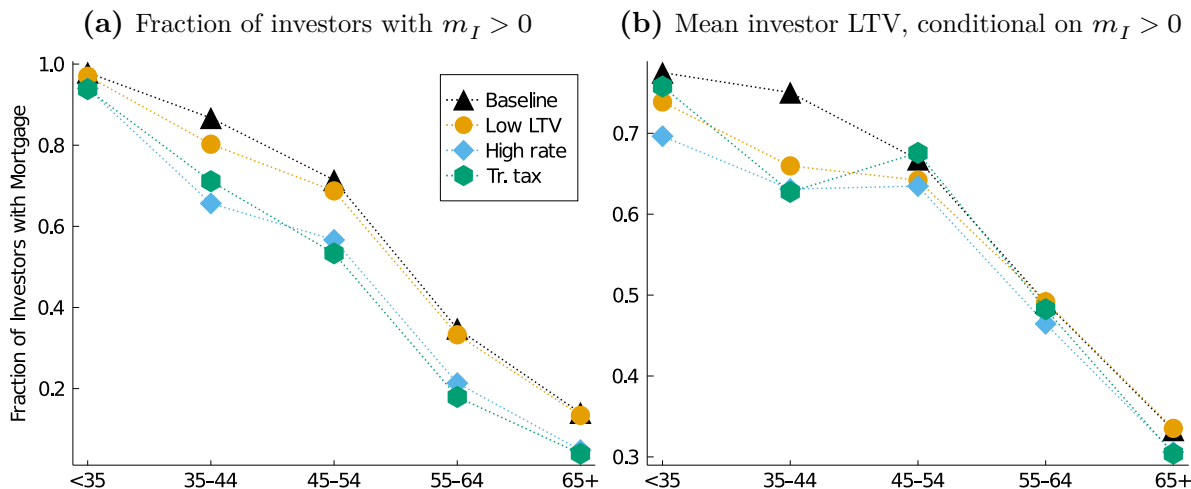 (a) Fraction of investors with m_I > 0
(b) Mean investor LTV, conditional on m_I > 0
Fraction of Investors with Mortgage
1.0
0.8
0.6
0.4
0.2
<35
35–44
45–54
55–64
65+
Baseline
Low LTV
High rate
Tr. tax
0.7
0.6
0.5
0.4
0.3
<35
35–44
45–54
55–64
65+